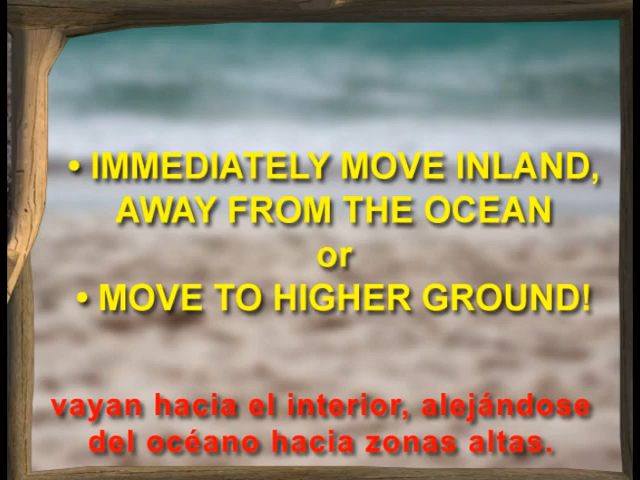 • IMMEDIATELY MOVE INLAND,
AWAY FROM THE OCEAN
or
• MOVE TO HIGHER GROUND!
vayan hacia el interior, alejándose
del océano hacia zonas altas.